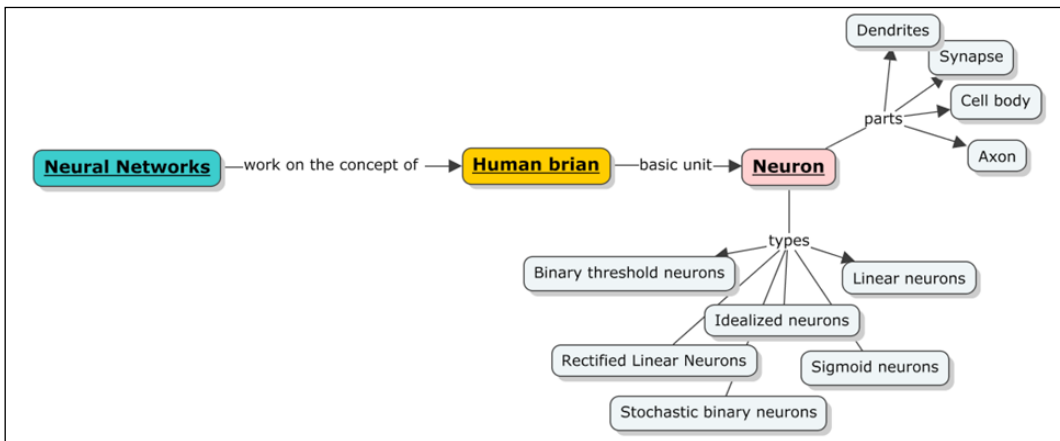 Dendrites
Synapse
Cell body
parts
Axon
Neural Networks
work on the concept of
Human brian
basic unit
Neuron
types
Binary threshold neurons
Linear neurons
Idealized neurons
Rectified Linear Neurons
Sigmoid neurons
Stochastic binary neurons